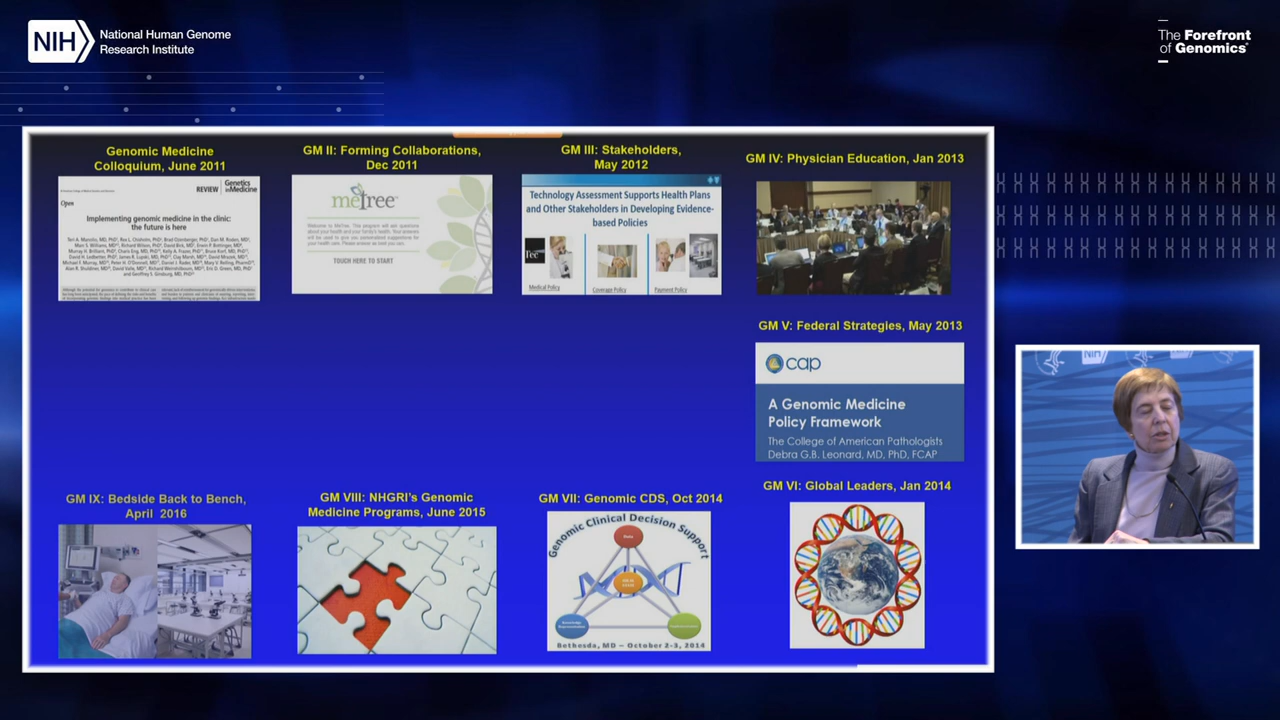 NIH
National Human Genome
Research Institute
The Forefront
of Genomics
Genomic Medicine
Colloquium, June 2011
REVIEW
Genetics
inMedicine
Open
Implementing genomic medicine in the clinic:
the future is here
GM II: Forming Collaborations,
Dec 2011
meTree
TOUCH HERE TO START
GM III: Stakeholders,
May 2012
Technology Assessment Supports Health Plans
and Other Stakeholders in Developing Evidence-
based Policies
Medical Policy
Coverage Policy
Payment Policy
GM IV: Physician Education, Jan 2013
GM V: Federal Strategies, May 2013
cap
A Genomic Medicine
Policy Framework
The College of American Pathologists
Debra G.B. Leonard, MD, PhD, FCAP
GM IX: Bedside Back to Bench,
April 2016
GM VIII: NHGRI's Genomic
Medicine Programs, June 2015
GM VII: Genomic CDS, Oct 2014
Genomic Clinical Decision Support
Bethesda, MD – October 2-3, 2014
GM VI: Global Leaders, Jan 2014
NIH